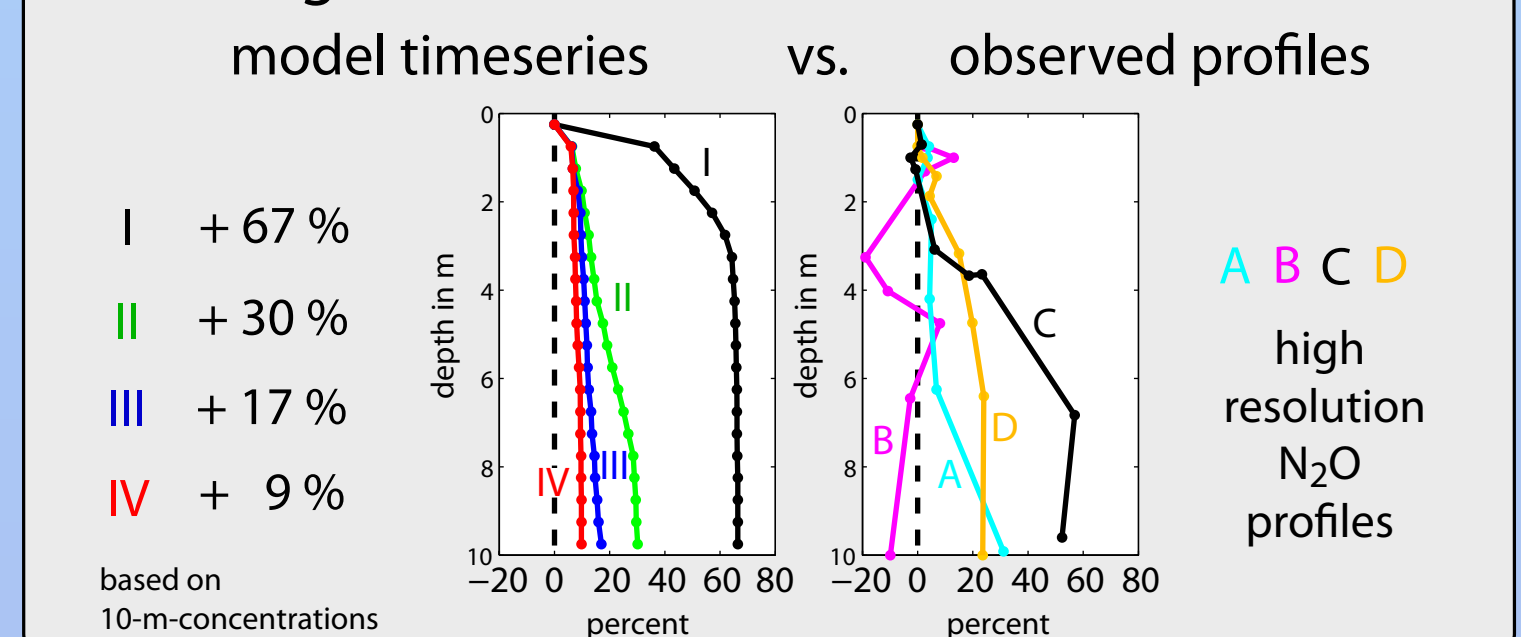 model timeseries vs. observed profiles
I + 67 %
II + 30 %
III + 17 %
IV + 9 %
based on
10-m-concentrations
0
2
4
6
8
10
depth in m
−20 0 20 40 60 80
percent
I
II
III
IV
0
2
4
6
8
10
depth in m
−20 0 20 40 60 80
percent
A
B
C
D
A B C D
high
resolution
N₂O
profiles